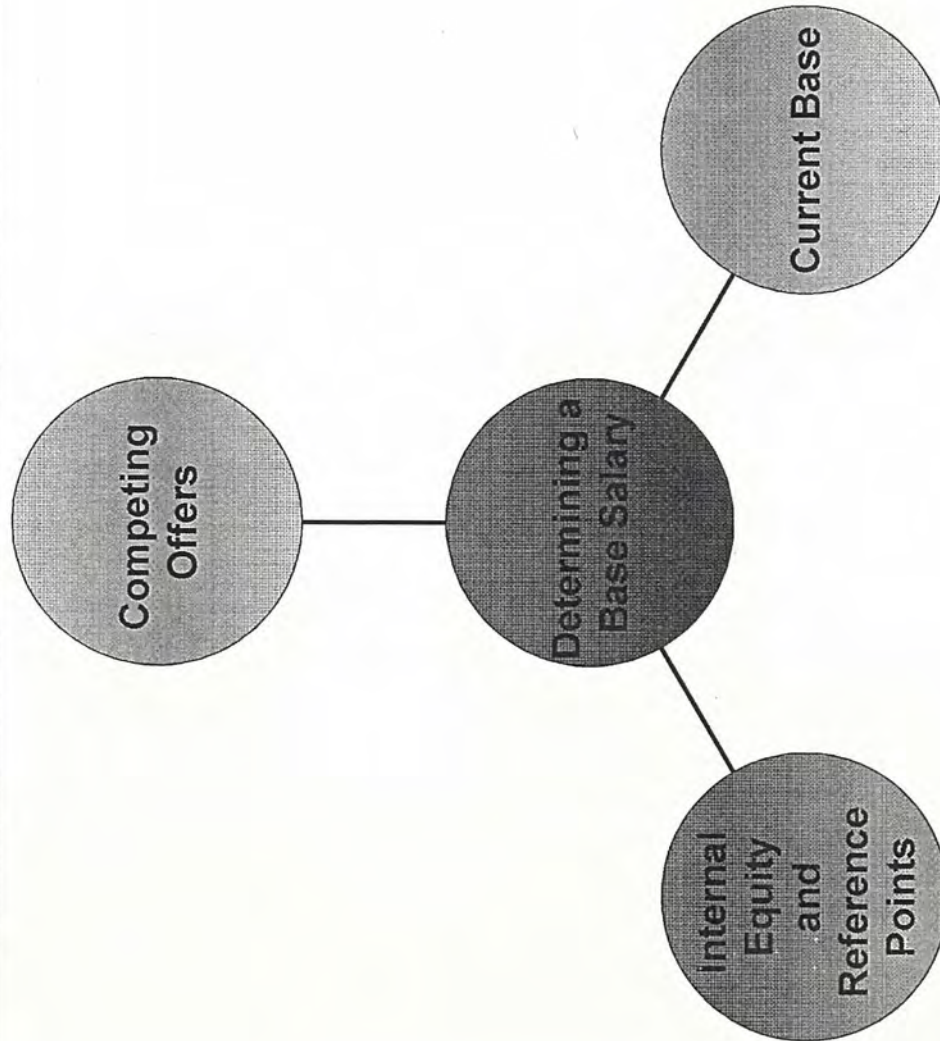 Competing
Offers
Determining a
Base Salary
Internal
Equity
and
Reference
Points
Current Base